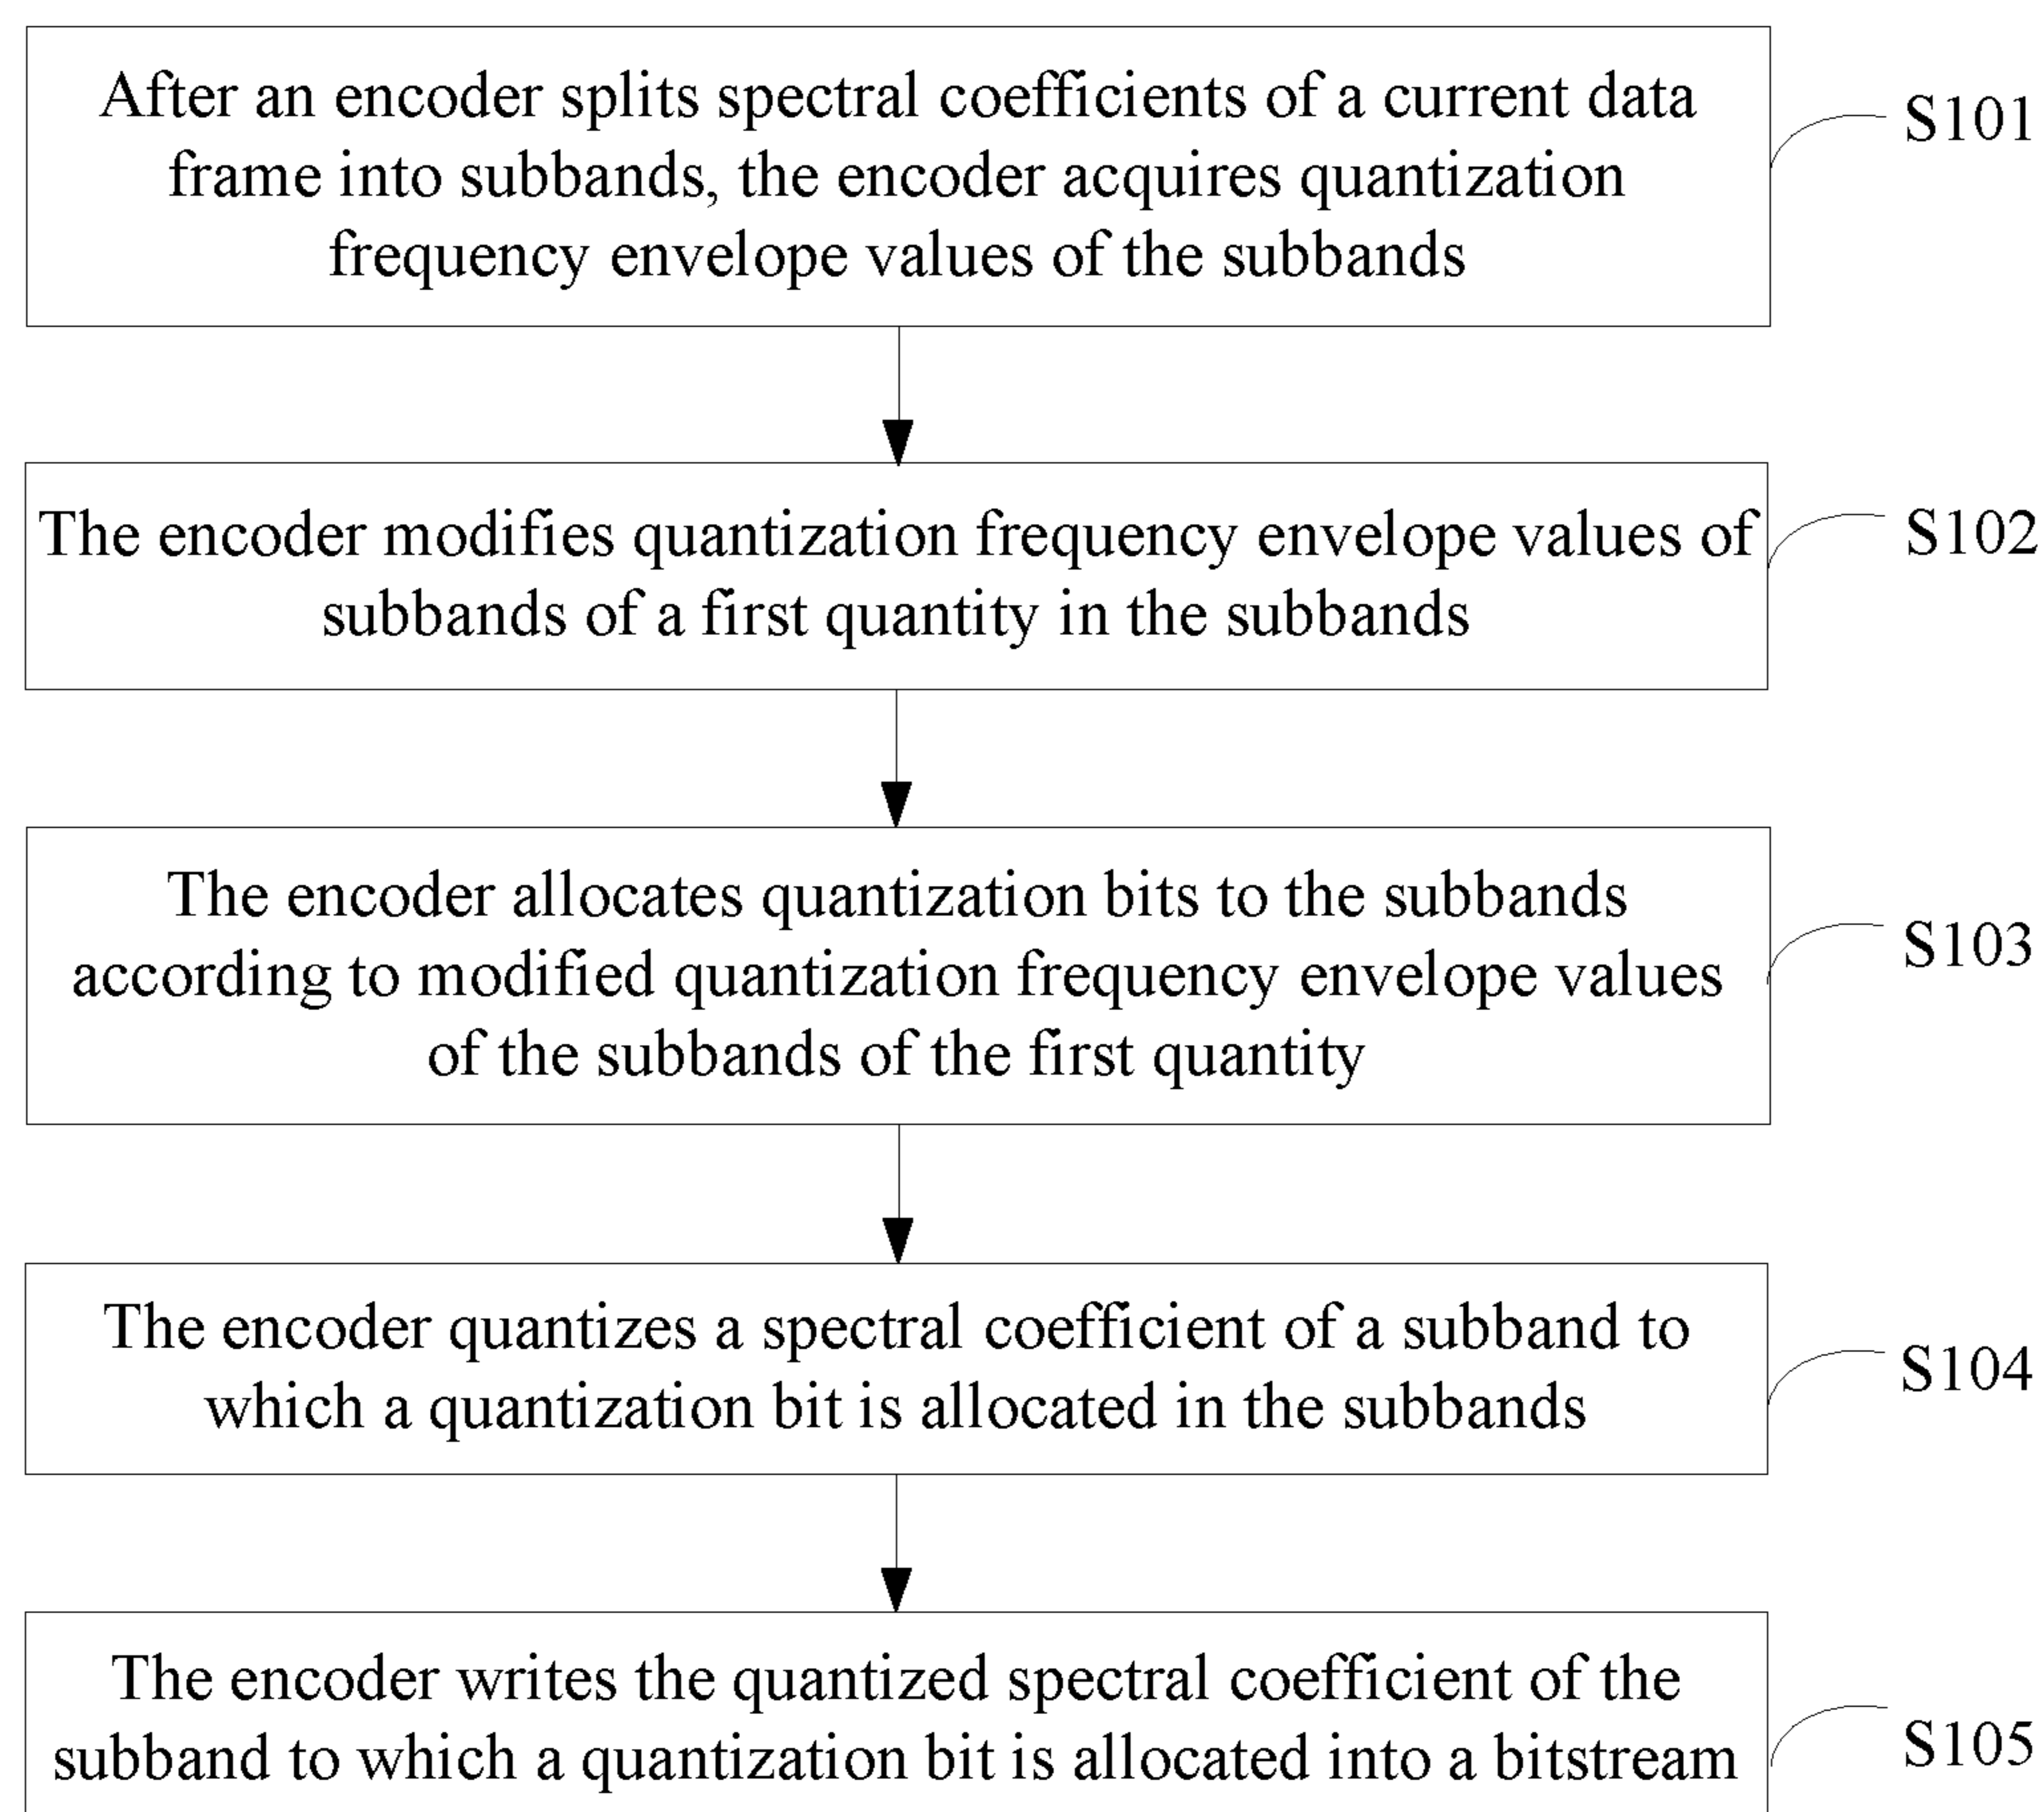 After an encoder splits spectral coefficients of a current data
frame into subbands, the encoder acquires quantization
frequency envelope values of the subbands
S101
The encoder modifies quantization frequency envelope values of
subbands of a first quantity in the subbands
S102
The encoder allocates quantization bits to the subbands
according to modified quantization frequency envelope values
of the subbands of the first quantity
S103
The encoder quantizes a spectral coefficient of a subband to
which a quantization bit is allocated in the subbands
S104
The encoder writes the quantized spectral coefficient of the
subband to which a quantization bit is allocated into a bitstream
S105